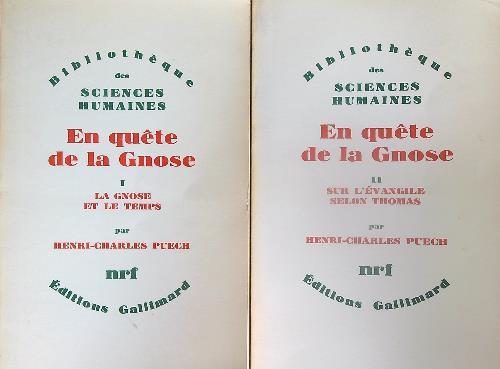 Bibliothèque
des
SCIENCES
HUMAINES
En quête
de la Gnose
I
LA GNOSE
ET LE TEMPS
par
HENRI-CHARLES PUECH
nrf
Éditions Gallimard
Bibliothèque
des
SCIENCES
HUMAINES
En quête
de la Gnose
II
SUR L'ÉVANGILE
SELON THOMAS
par
HENRI-CHARLES PUECH
nrf
Éditions Gallimard